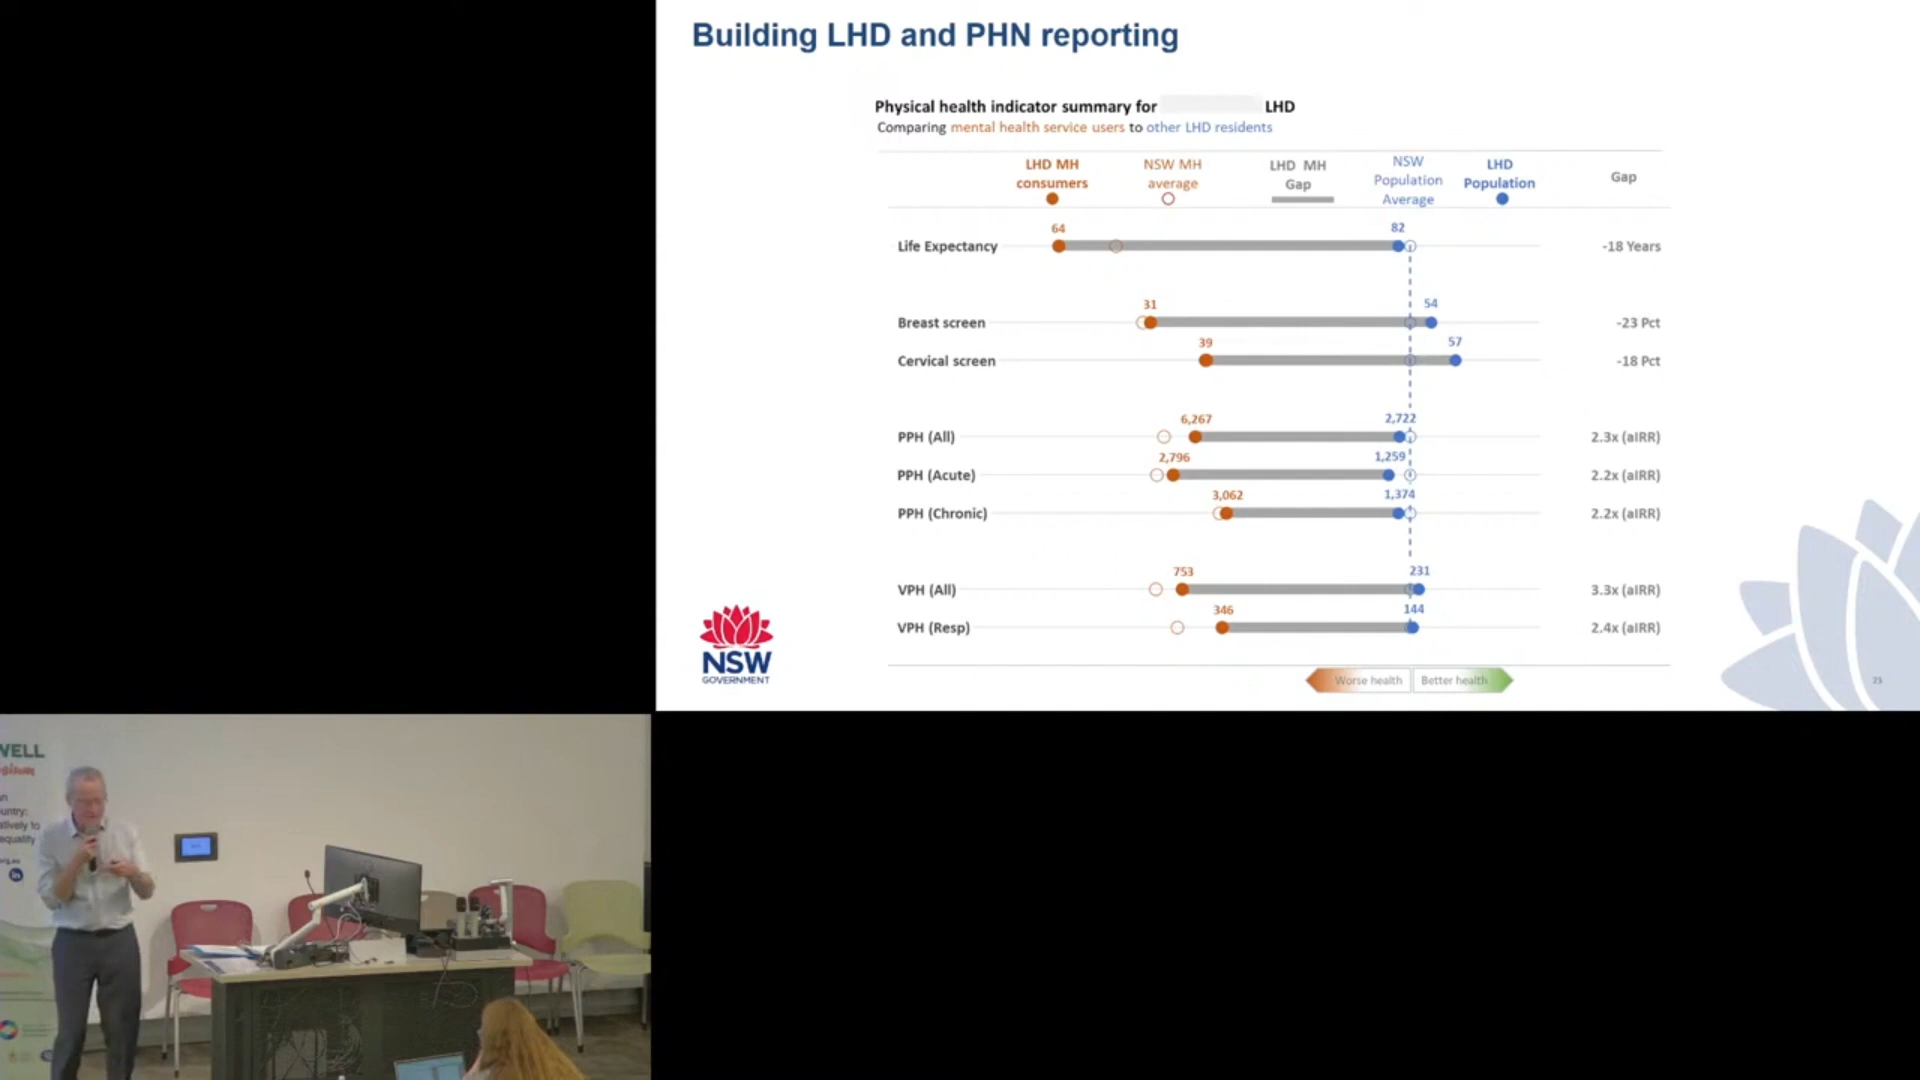 Building LHD and PHN reporting
Physical health indicator summary for LHD
Comparing mental health service users to other LHD residents
LHD MH consumers
NSW MH average
LHD MH Gap
NSW Population Average
LHD Population
Gap
64
82
Life Expectancy
-18 Years
31
54
Breast screen
-23 Pct
39
57
Cervical screen
-18 Pct
6,267
2,722
PPH (All)
2.3x (aIRR)
2,796
1,259
PPH (Acute)
2.2x (aIRR)
3,062
1,374
PPH (Chronic)
2.2x (aIRR)
753
231
VPH (All)
3.3x (aIRR)
346
144
VPH (Resp)
2.4x (aIRR)
Worse health
Better health
23
NSW
GOVERNMENT
WELL
equality
in